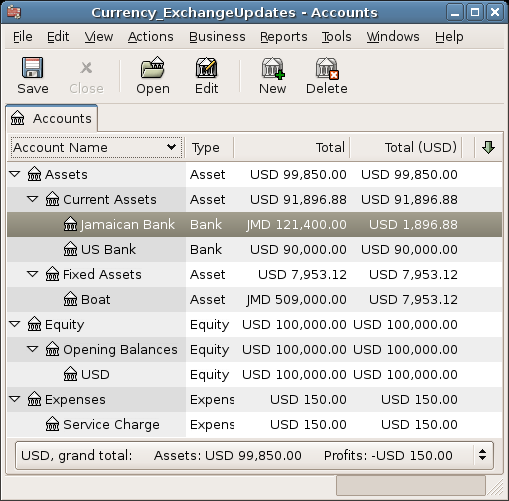 Currency_ExchangeUpdates - Accounts
File Edit View Actions Business Reports Tools Windows Help
Save Close Open Edit New Delete
Accounts
Account Name Type Total Total (USD)
Assets Asset USD 99,850.00 USD 99,850.00
Current Assets Asset USD 91,896.88 USD 91,896.88
Jamaican Bank Bank JMD 121,400.00 USD 1,896.88
US Bank Bank USD 90,000.00 USD 90,000.00
Fixed Assets Asset USD 7,953.12 USD 7,953.12
Boat Asset JMD 509,000.00 USD 7,953.12
Equity Equity USD 100,000.00 USD 100,000.00
Opening Balances Equity USD 100,000.00 USD 100,000.00
USD Equity USD 100,000.00 USD 100,000.00
Expenses Expens USD 150.00 USD 150.00
Service Charge Expens USD 150.00 USD 150.00
USD, grand total: Assets: USD 99,850.00 Profits: -USD 150.00